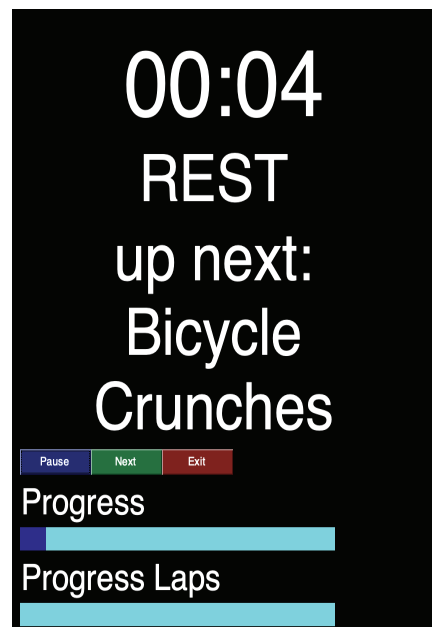 00:04
REST
up next:
Bicycle
Crunches
Pause Next Exit
Progress
Progress Laps